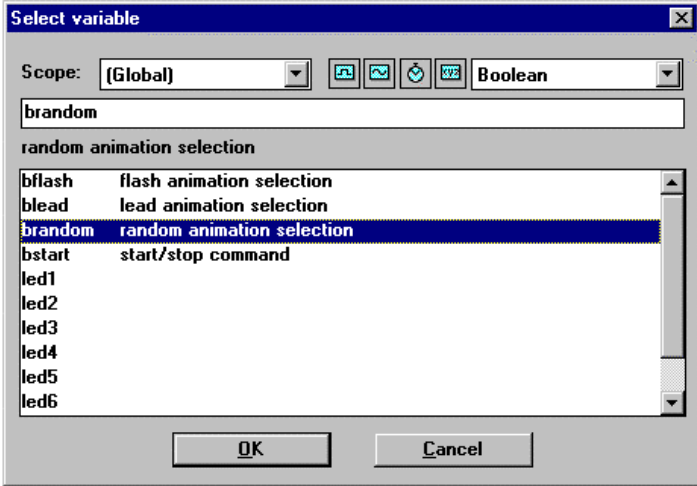 Select variable
Scope: (Global) xyz Boolean
brandom
random animation selection
bflash flash animation selection
blead lead animation selection
brandom random animation selection
bstart start/stop command
led1
led2
led3
led4
led5
led6
OK Cancel